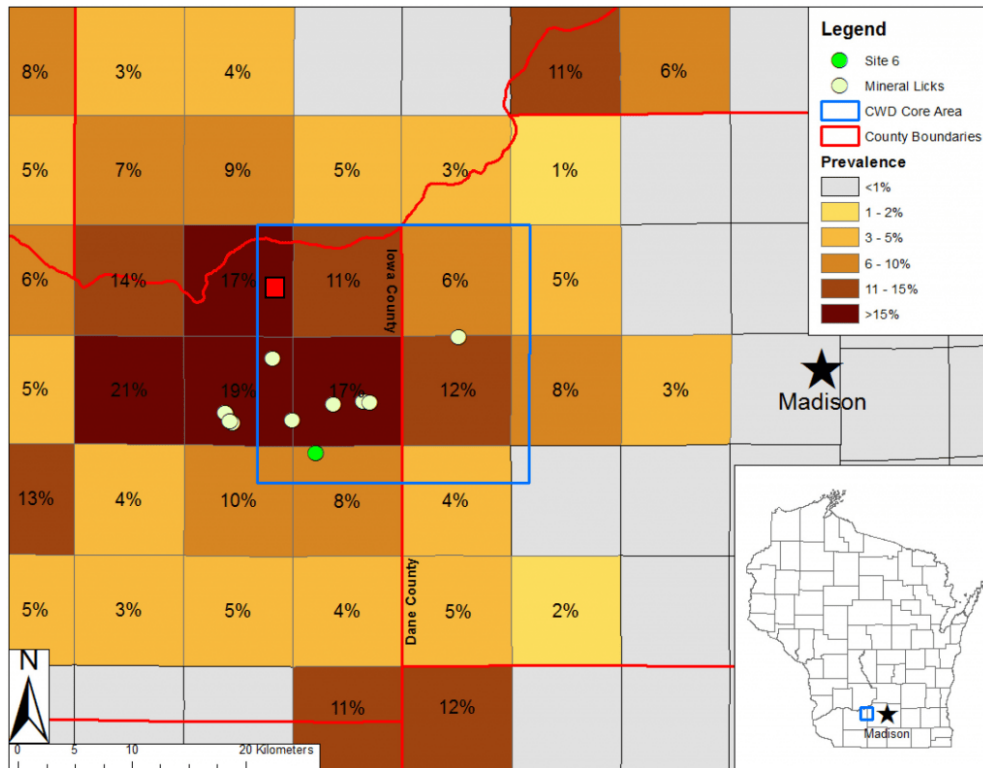 Legend
Site 6
Mineral Licks
CWD Core Area
County Boundaries
Prevalence
<1%
1 - 2%
3 - 5%
6 - 10%
11 - 15%
>15%
8% 3% 4% 11% 6%
5% 7% 9% 5% 3% 1%
6% 14% 17% 11% 6% 5%
Iowa County
5% 21% 19% 17% 12% 8% 3%
Madison
13% 4% 10% 8% 4%
5% 3% 5% 4% 5% 2%
Dane County
11% 12%
N
0 5 10 20 Kilometers
Madison